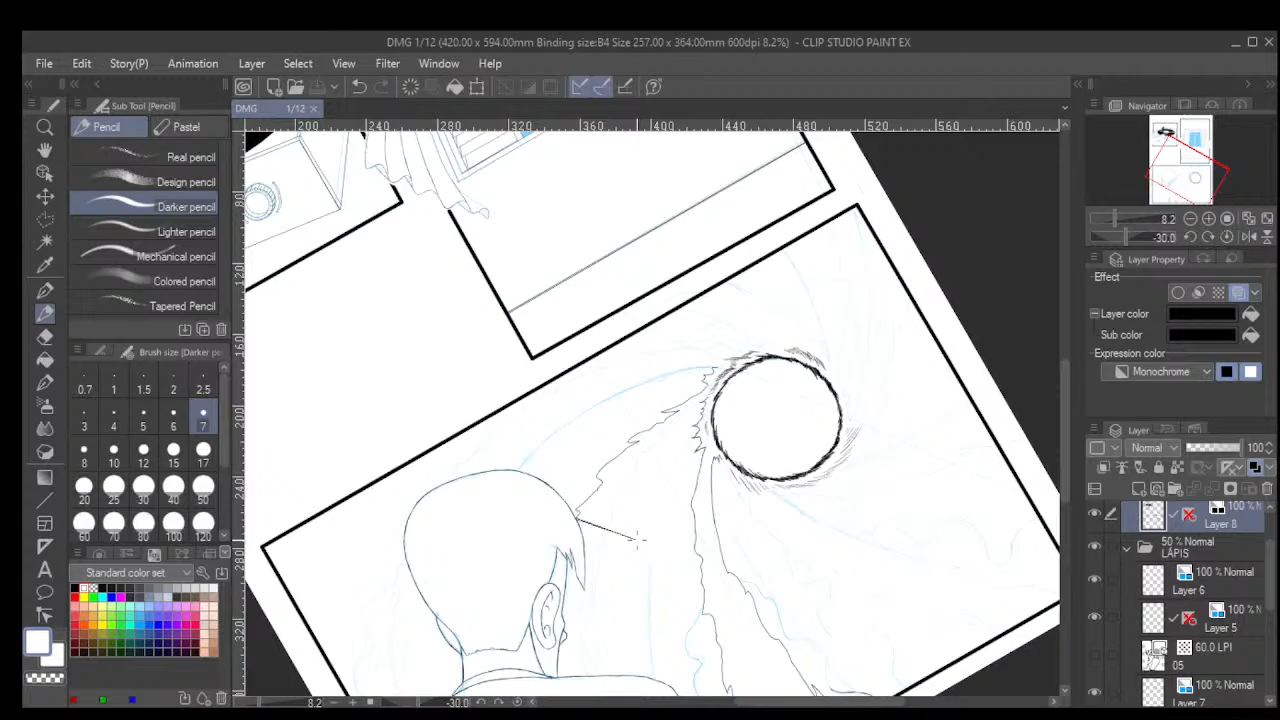 DMG 1/12 (420.00 x 594.00mm Binding size:B4 Size 257.00 x 364.00mm 600dpi 8.2%) - CLIP STUDIO PAINT EX
File Edit Story(P) Animation Layer Select View Filter Window Help
Sub Tool [Pencil]
DMG 1/12
Navigator
Pencil Pastel
200 280 320 360 400 440 480 520 560 600
Real pencil
Design pencil
Darker pencil
Lighter pencil
Mechanical pencil
Colored pencil
Tapered Pencil
8.2
-30.0
Layer Property
Effect
Layer color
Sub color
Expression color
Monochrome
Brush size [Darker pe
0.7 1 1.5 2 2.5
3 4 5 6 7
8 10 12 15 17
20 25 30 40 50
60 70 80 100 120
Standard color set
Layer
Normal 100
100 %
Layer 8
50 % Normal
LÁPIS
100 % Normal
Layer 6
100 % N
Layer 5
60.0 LPI
05
100 % Normal
Layer 7
8.2 -30.0